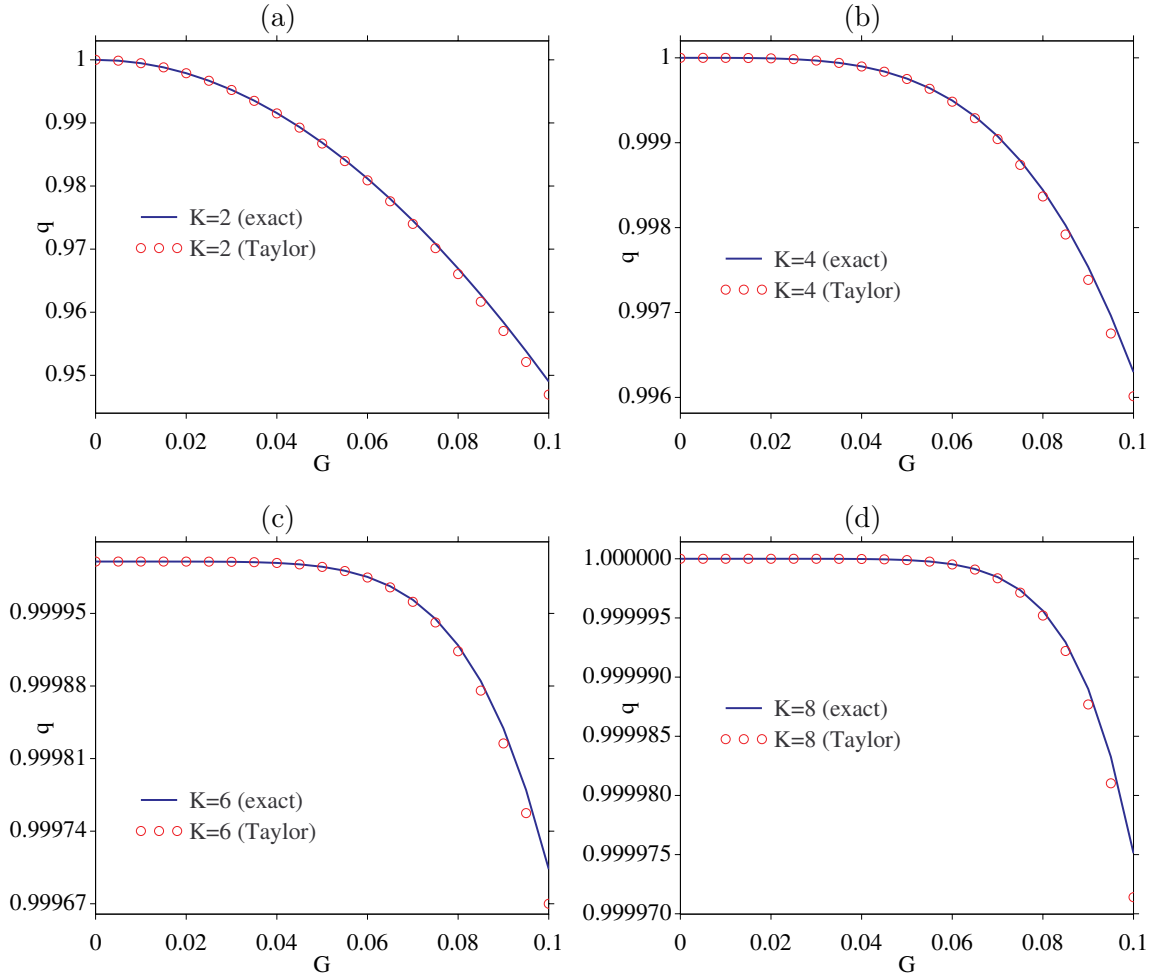 (a)
1
0.99
0.98
0.97
0.96
0.95
q
K=2 (exact)
K=2 (Taylor)
0 0.02 0.04 0.06 0.08 0.1
G
(b)
1
0.999
0.998
0.997
0.996
q
K=4 (exact)
K=4 (Taylor)
0 0.02 0.04 0.06 0.08 0.1
G
(c)
0.99995
0.99988
0.99981
0.99974
0.99967
q
K=6 (exact)
K=6 (Taylor)
0 0.02 0.04 0.06 0.08 0.1
G
(d)
1.000000
0.999995
0.999990
0.999985
0.999980
0.999975
0.999970
q
K=8 (exact)
K=8 (Taylor)
0 0.02 0.04 0.06 0.08 0.1
G